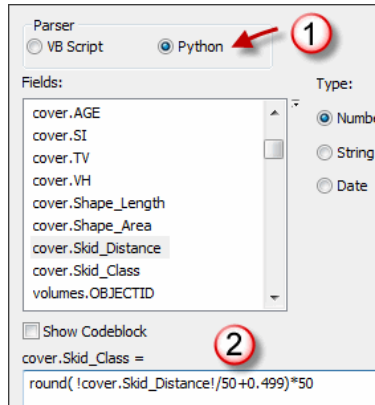 Parser
VB Script
Python
1
Fields:
Type:
cover.AGE
cover.SI
cover.TV
cover.VH
cover.Shape_Length
cover.Shape_Area
cover.Skid_Distance
cover.Skid_Class
volumes.OBJECTID
Numbe
String
Date
Show Codeblock
2
cover.Skid_Class =
round( !cover.Skid_Distance!/50+0.499)*50